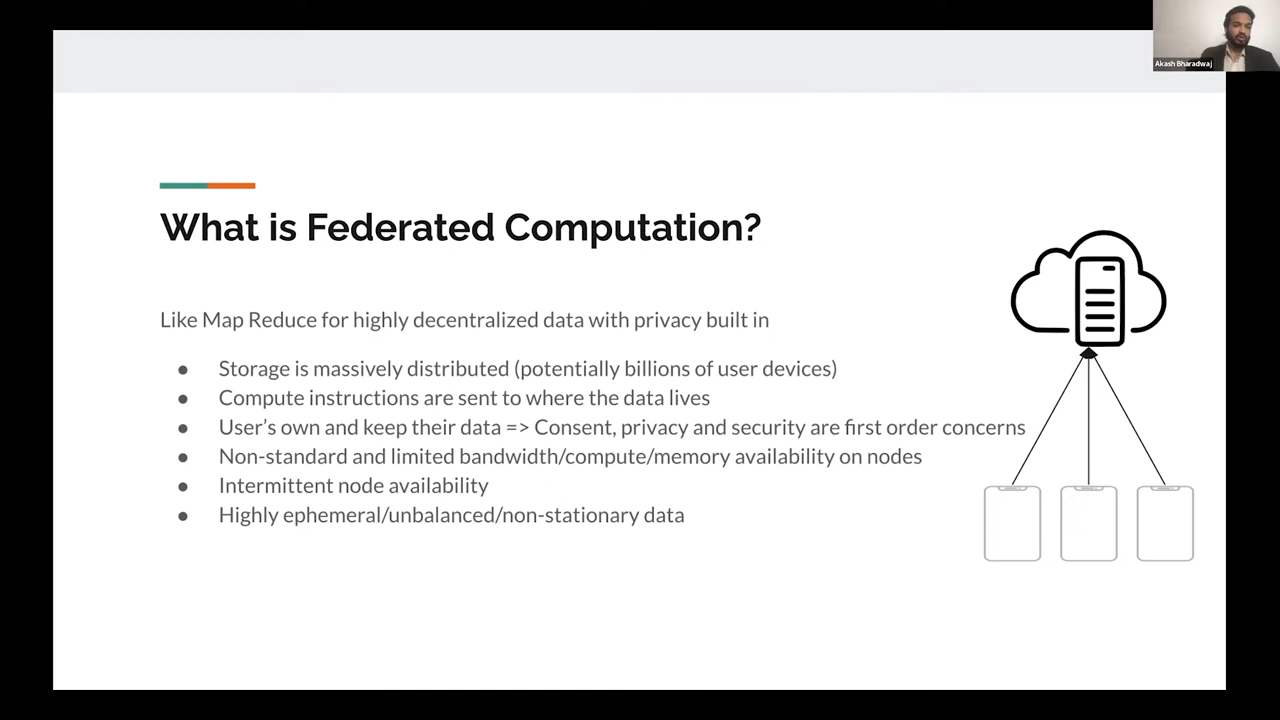 Akash Bharadwaj
What is Federated Computation?
Like Map Reduce for highly decentralized data with privacy built in
● Storage is massively distributed (potentially billions of user devices)
● Compute instructions are sent to where the data lives
● User's own and keep their data => Consent, privacy and security are first order concerns
● Non-standard and limited bandwidth/compute/memory availability on nodes
● Intermittent node availability
● Highly ephemeral/unbalanced/non-stationary data